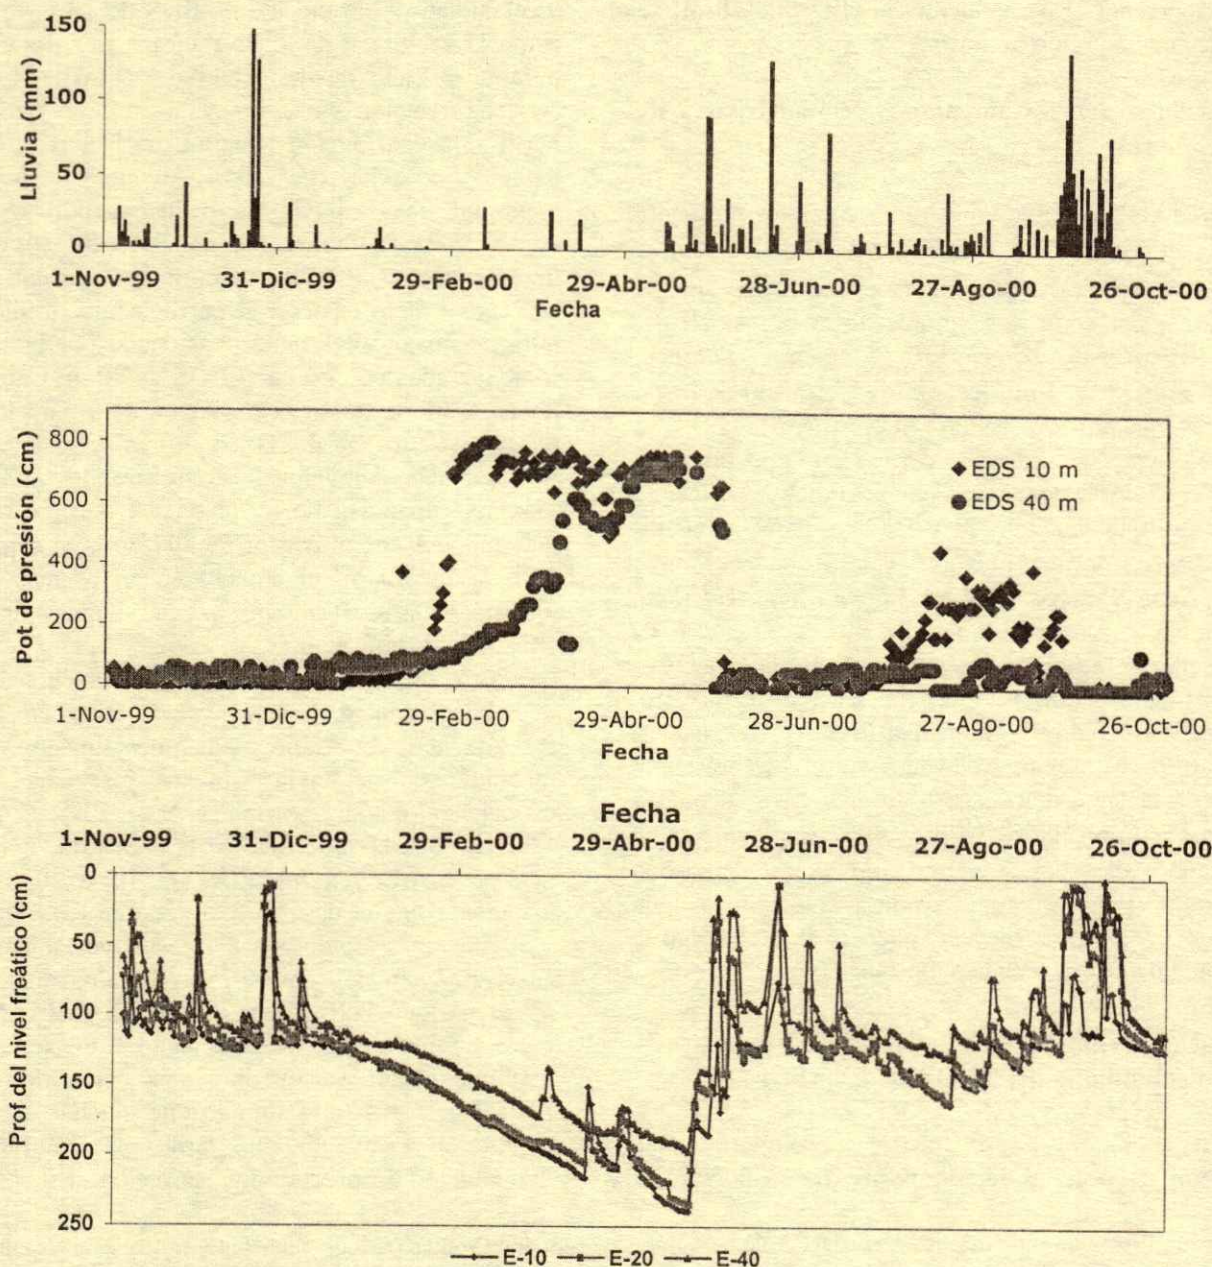 Lluvia (mm)
150
100
50
0
1-Nov-99 31-Dic-99 29-Feb-00 29-Abr-00 28-Jun-00 27-Ago-00 26-Oct-00
Fecha
Pot de presión (cm)
800
600
400
200
0
EDS 10 m
EDS 40 m
1-Nov-99 31-Dic-99 29-Feb-00 29-Abr-00 28-Jun-00 27-Ago-00 26-Oct-00
Fecha
Fecha
1-Nov-99 31-Dic-99 29-Feb-00 29-Abr-00 28-Jun-00 27-Ago-00 26-Oct-00
Prof del nivel freático (cm)
0
50
100
150
200
250
E-10 E-20 E-40